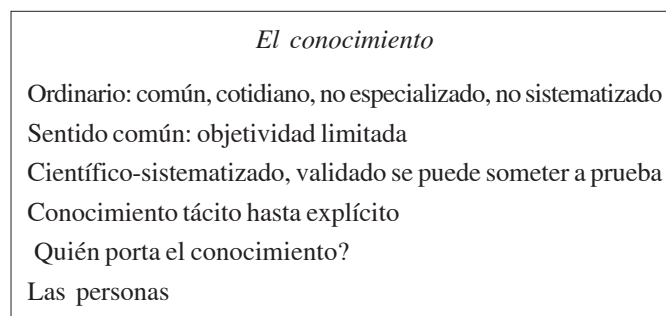 El conocimiento
Ordinario: común, cotidiano, no especializado, no sistematizado
Sentido común: objetividad limitada
Científico-sistematizado, validado se puede someter a prueba
Conocimiento tácito hasta explícito
Quién porta el conocimiento?
Las personas